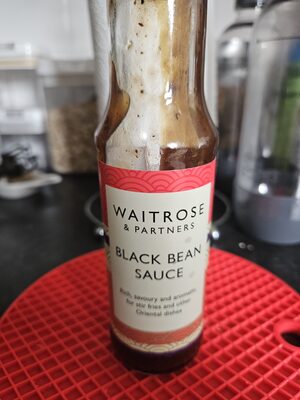 WAITROSE
& PARTNERS
BLACK BEAN
SAUCE
Rich, savoury and aromatic
for stir fries and other
Oriental dishes